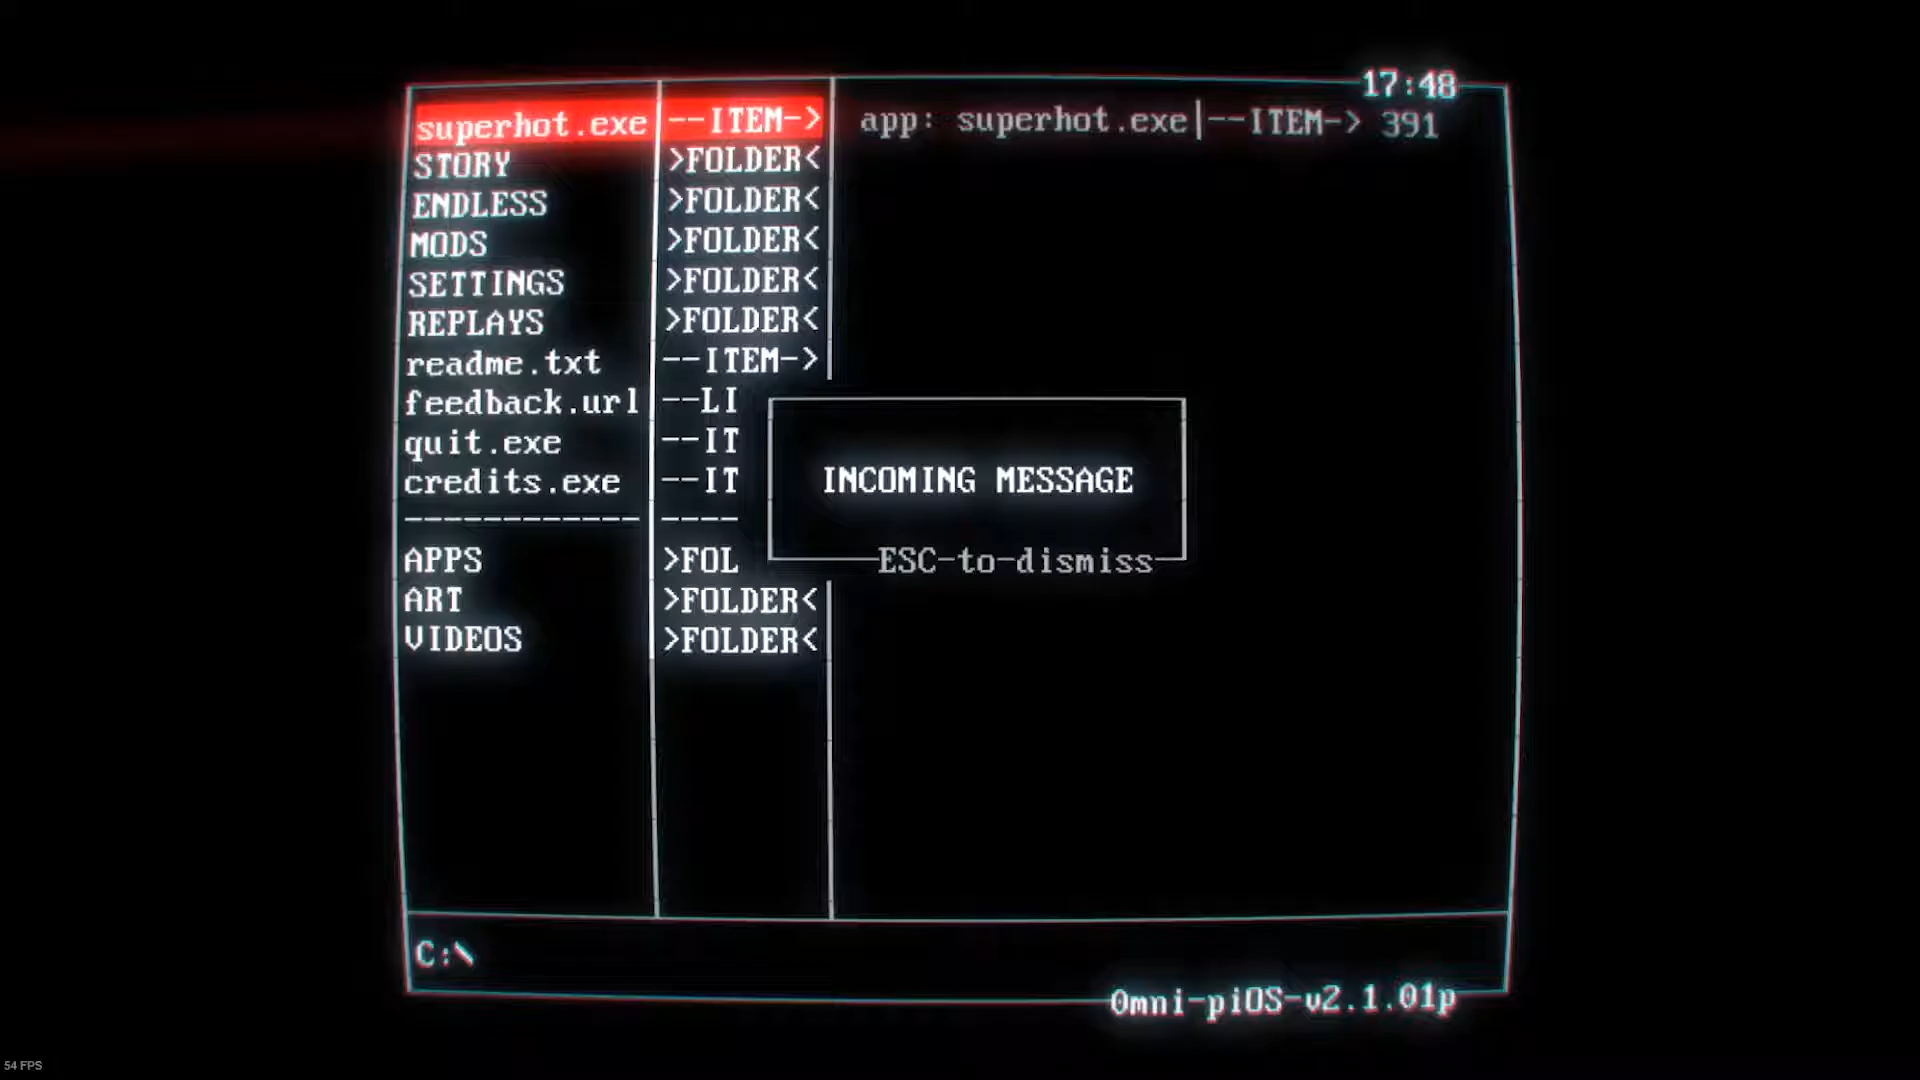 17:48
superhot.exe --ITEM-> app: superhot.exe|--ITEM-> 391
STORY >FOLDER<
ENDLESS >FOLDER<
MODS >FOLDER<
SETTINGS >FOLDER<
REPLAYS >FOLDER<
readme.txt --ITEM->
feedback.url --LI
quit.exe --IT
credits.exe --IT
------------ ----
INCOMING MESSAGE
ESC-to-dismiss
APPS >FOL
ART >FOLDER<
VIDEOS >FOLDER<
C:\
Omni-piOS-v2.1.01p
54 FPS